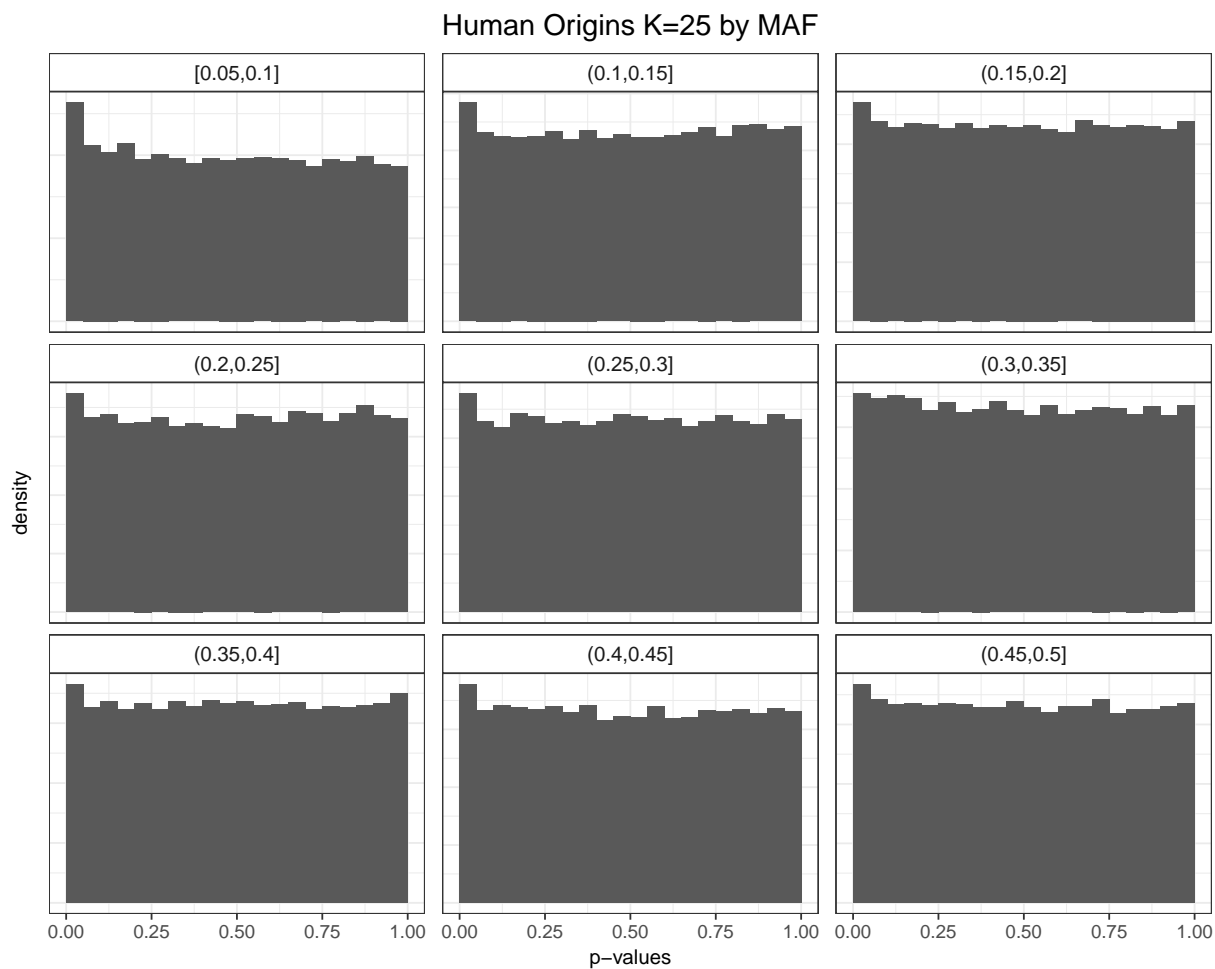 Human Origins K=25 by MAF
[0.05,0.1]
(0.1,0.15]
(0.15,0.2]
(0.2,0.25]
(0.25,0.3]
(0.3,0.35]
density
(0.35,0.4]
(0.4,0.45]
(0.45,0.5]
0.00 0.25 0.50 0.75 1.00
0.00 0.25 0.50 0.75 1.00
0.00 0.25 0.50 0.75 1.00
p−values